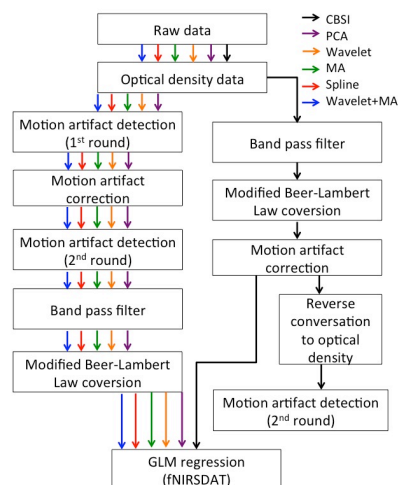 Raw data
CBSI
PCA
Wavelet
MA
Spline
Wavelet+MA
Optical density data
Motion artifact detection
(1st round)
Motion artifact
correction
Motion artifact detection
(2nd round)
Band pass filter
Modified Beer-Lambert
Law coversion
Band pass filter
Modified Beer-Lambert
Law coversion
Motion artifact
correction
Reverse
conversation
to optical
density
Motion artifact detection
(2nd round)
GLM regression
(fNIRSDAT)